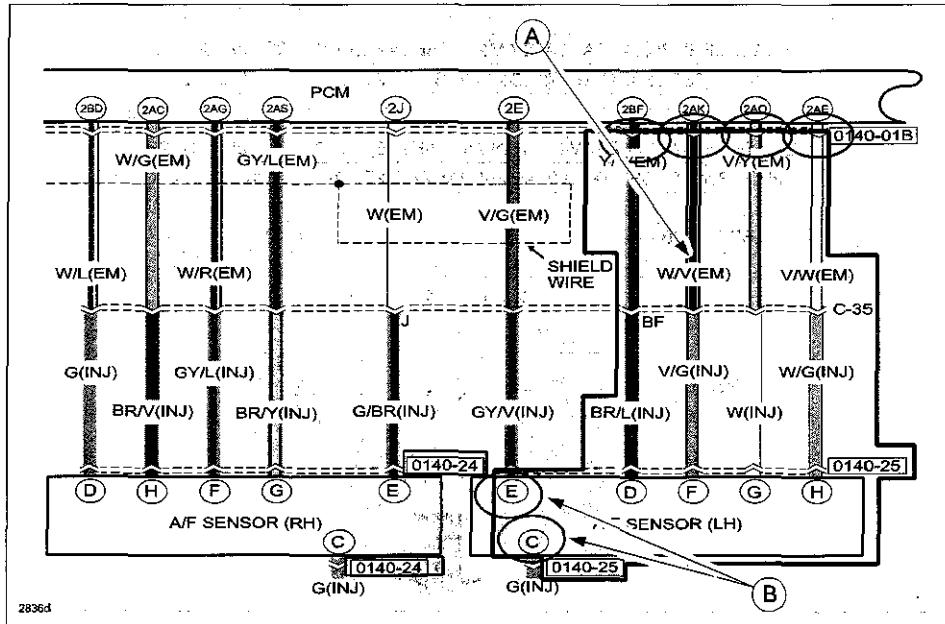 A
PCM
2BD 2AC 2AG 2AS 2J 2E 2BF 2AK 2AO 2AE
0140-01B
W/G(EM) GY/L(EM) V/Y(EM)
W(EM) V/G(EM)
SHIELD
WIRE
W/L(EM) W/R(EM) W/V(EM) V/W(EM)
C-35
J BF
G(INJ) GY/L(INJ) V/G(INJ) W/G(INJ)
BR/V(INJ) BR/Y(INJ) G/BR(INJ) GY/V(INJ) BR/L(INJ) W(INJ)
0140-24 0140-25
D H F G E E D F G H
A/F SENSOR (RH) SENSOR (LH)
C C
0140-24 0140-25
G(INJ) G(INJ)
B
2836d